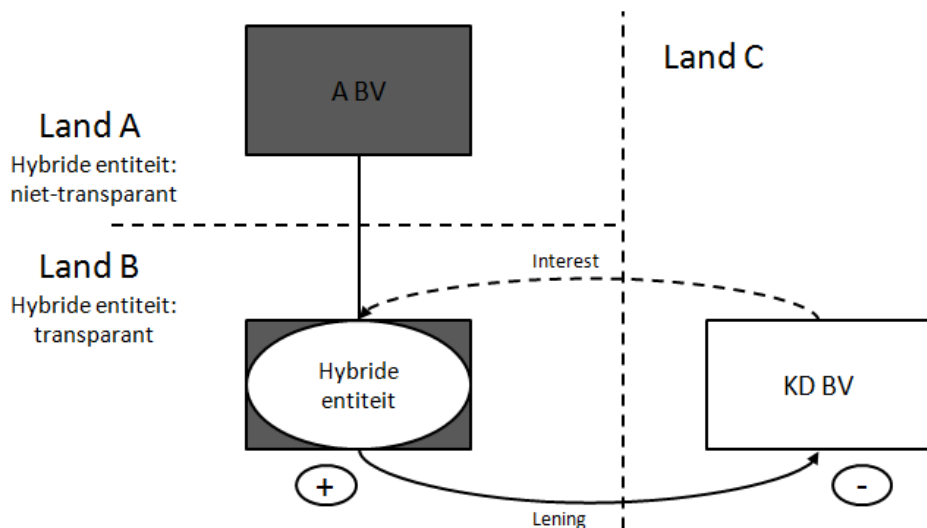 A BV
Land C
Land A
Hybride entiteit:
niet-transparant
Land B
Hybride entiteit:
transparant
Interest
Hybride
entiteit
KD BV
+
-
Lening